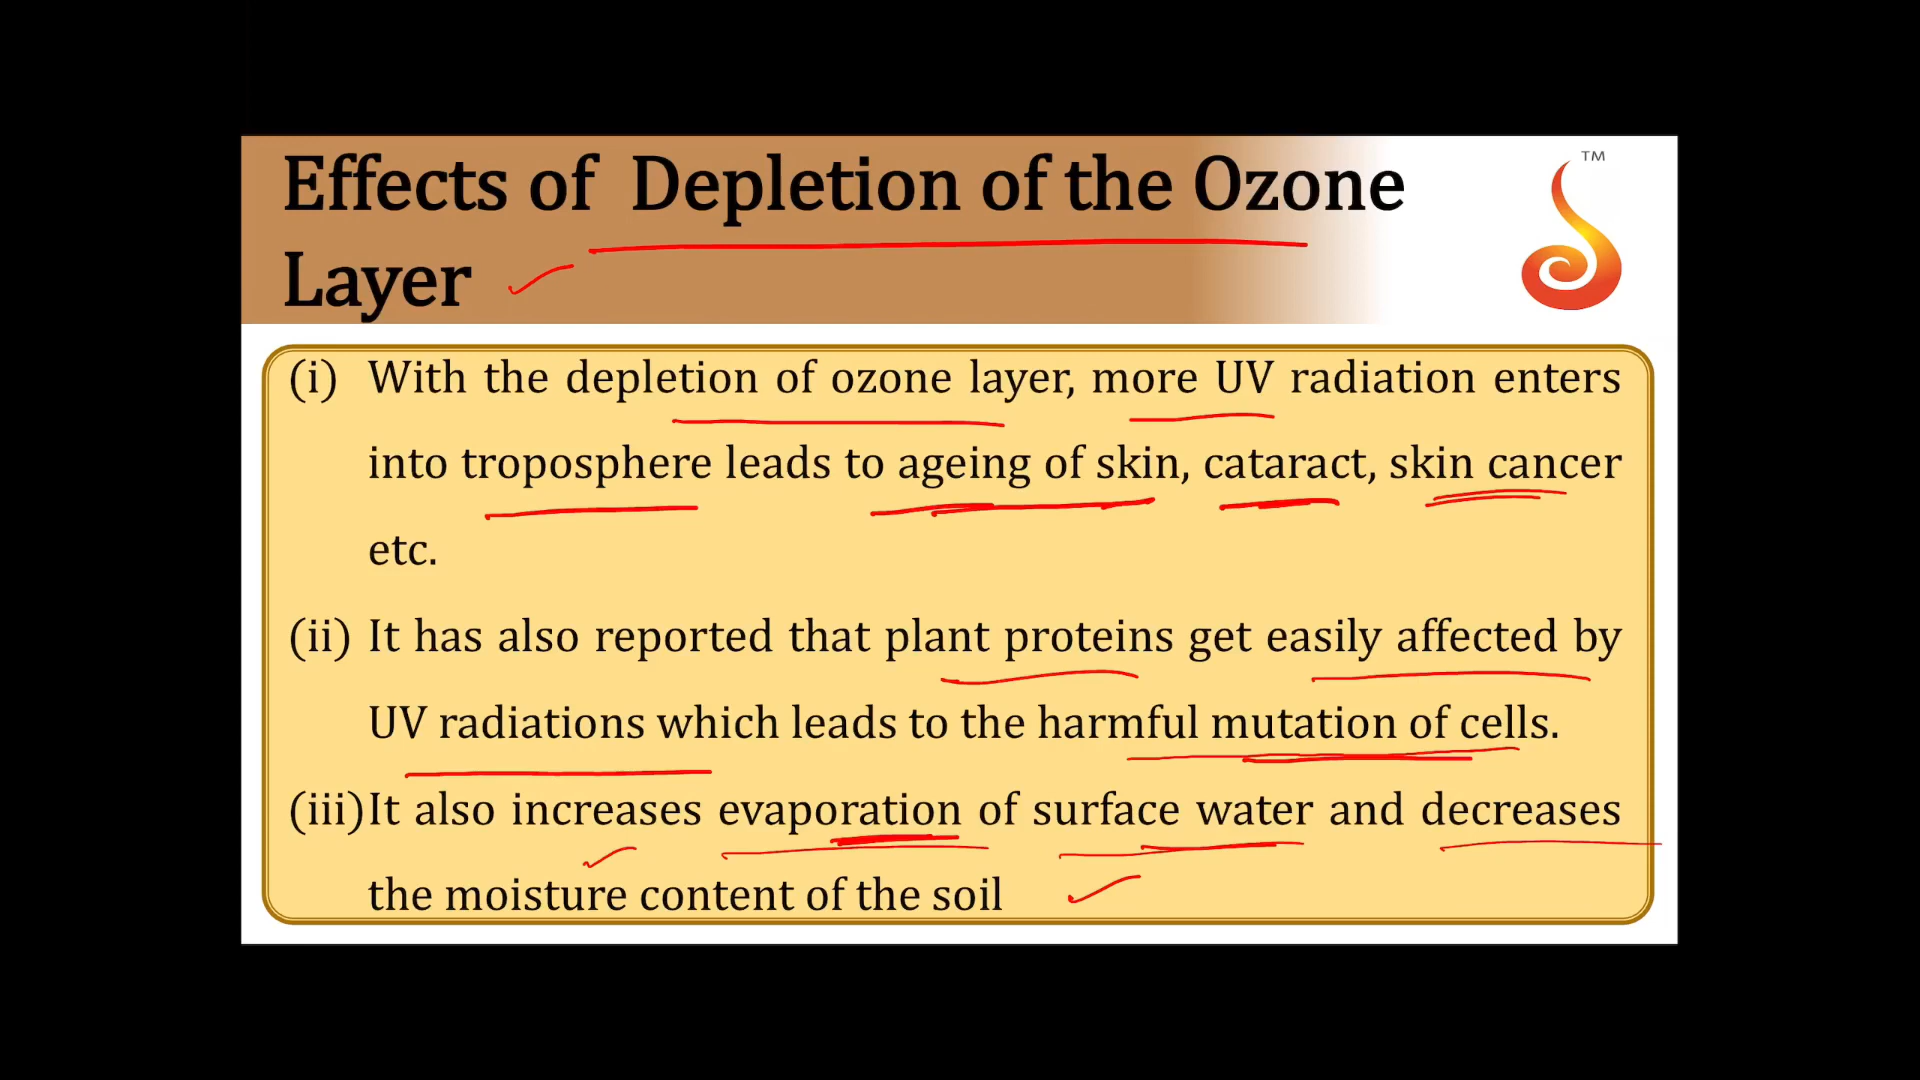 Effects of Depletion of the Ozone
Layer
TM
(i) With the depletion of ozone layer, more UV radiation enters
into troposphere leads to ageing of skin, cataract, skin cancer
etc.
(ii) It has also reported that plant proteins get easily affected by
UV radiations which leads to the harmful mutation of cells.
(iii) It also increases evaporation of surface water and decreases
the moisture content of the soil